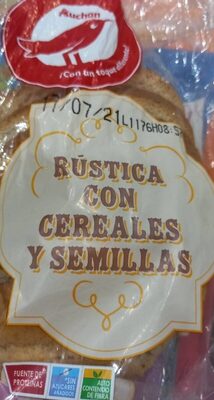 Auchan
¡Con un toque diferente!
17/07/21L1176H08:5
RÚSTICA
CON
CEREALES
Y SEMILLAS
FUENTE DE
PROTEÍNAS
*SIN
AZÚCARES
AÑADIDOS
ALTO
CONTENIDO
DE FIBRA